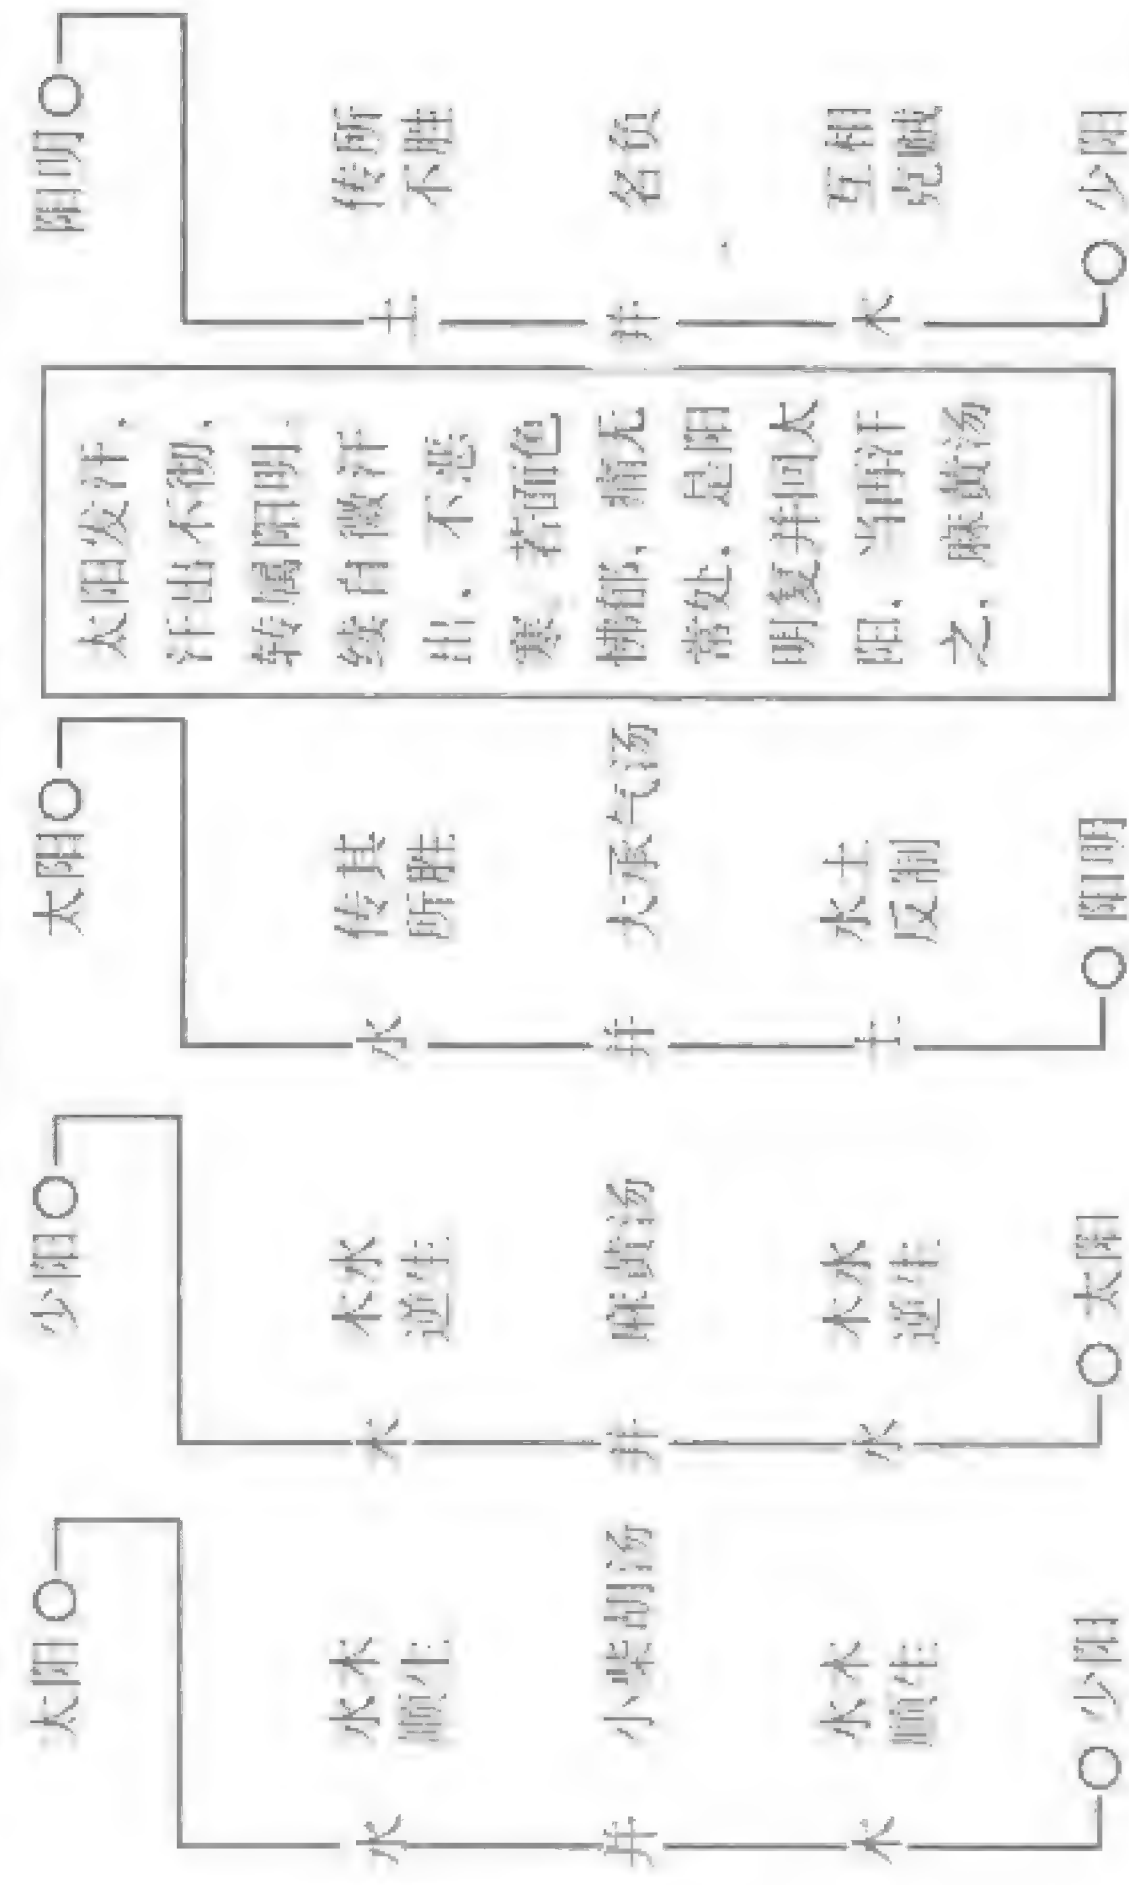 太阳
水木
顺生
水
小柴胡汤
并
水木
顺生
木
少阳
少阳
木水
逆生
木
麻黄汤
并
木水
逆生
水
太阳
太阳
传其
所胜
水
大承气汤
并
水土
反制
土
阳明
太阳发汗，
汗出不彻，
转属阳明．
续自微汗
出．不恶
寒．若面色
怫郁，痛无
常处．是阳
明复并回太
阳．当再汗
之．麻黄汤
阳明
传所
不胜
土
名负
并
互相
克贼
木
少阳